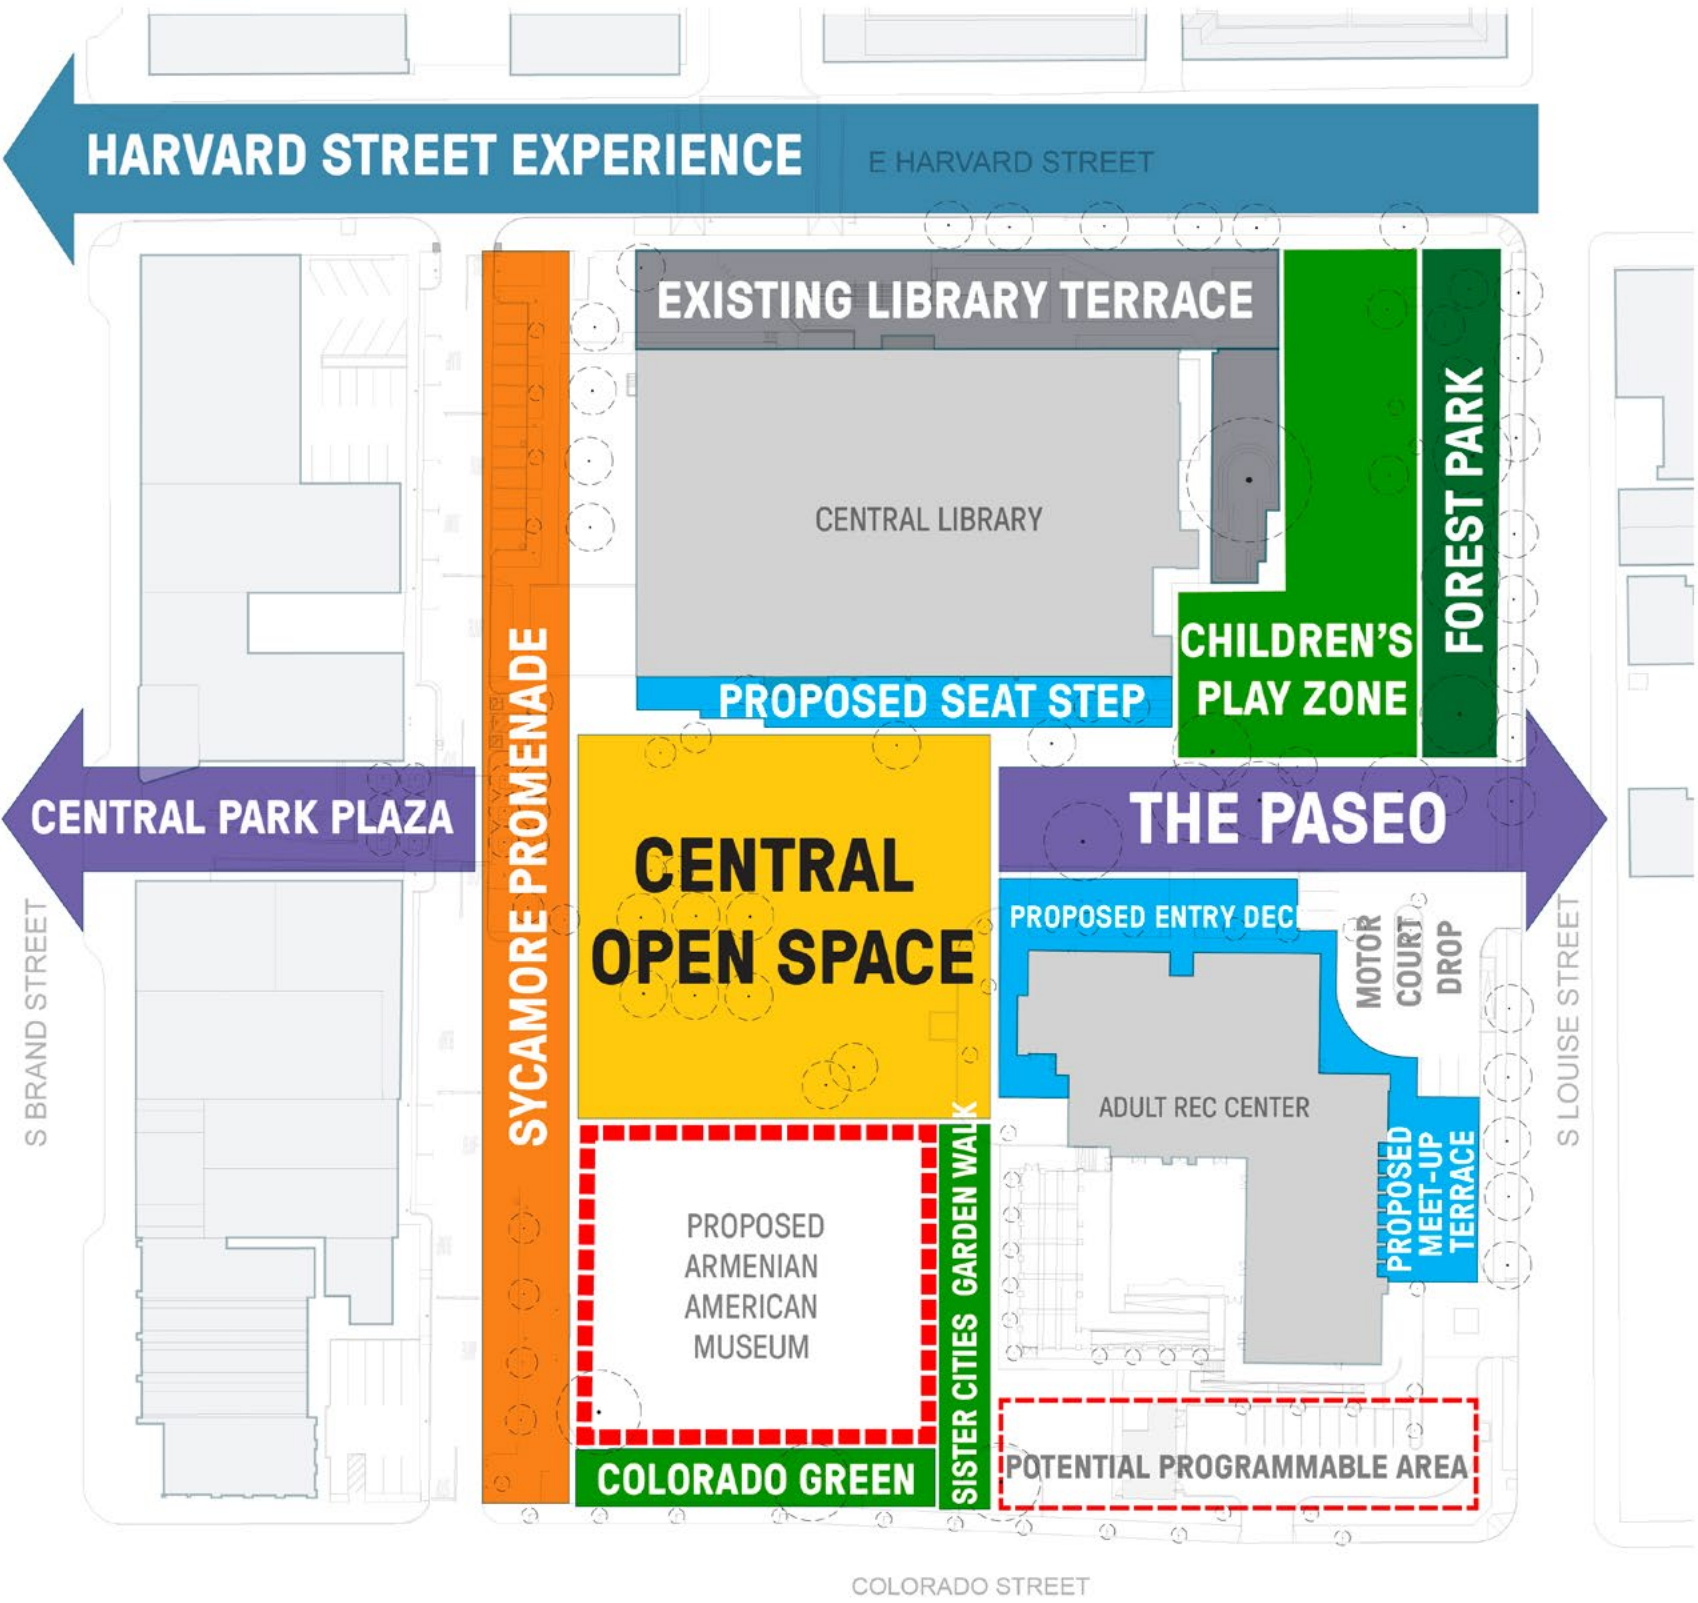 HARVARD STREET EXPERIENCE
E HARVARD STREET
EXISTING LIBRARY TERRACE
CENTRAL LIBRARY
FOREST PARK
CHILDREN'S
PLAY ZONE
PROPOSED SEAT STEP
SYCAMORE PROMENADE
CENTRAL PARK PLAZA
THE PASEO
CENTRAL
OPEN SPACE
PROPOSED ENTRY DEC
MOTOR
COURT
DROP
S BRAND STREET
S LOUISE STREET
ADULT REC CENTER
PROPOSED
MEET-UP
TERRACE
PROPOSED
ARMENIAN
AMERICAN
MUSEUM
SISTER CITIES GARDEN WALK
COLORADO GREEN
POTENTIAL PROGRAMMABLE AREA
COLORADO STREET